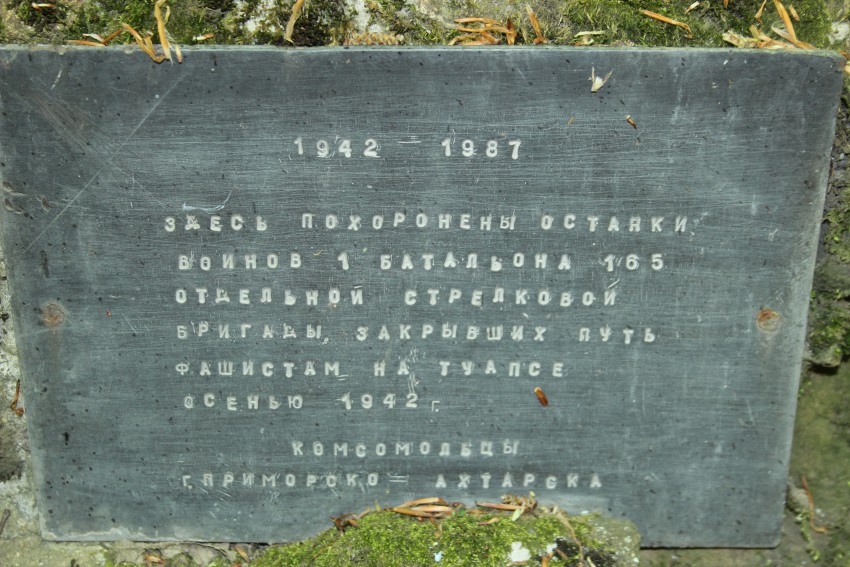 1942 – 1987
ЗДЕСЬ ПОХОРОНЕНЫ ОСТАНКИ
ВОИНОВ 1 БАТАЛЬОНА 165
ОТДЕЛЬНОЙ СТРЕЛКОВОЙ
БРИГАДЫ, ЗАКРЫВШИХ ПУТЬ
ФАШИСТАМ НА ТУАПСЕ
ОСЕНЬЮ 1942 г.
КОМСОМОЛЬЦЫ
г. ПРИМОРСКО – АХТАРСКА